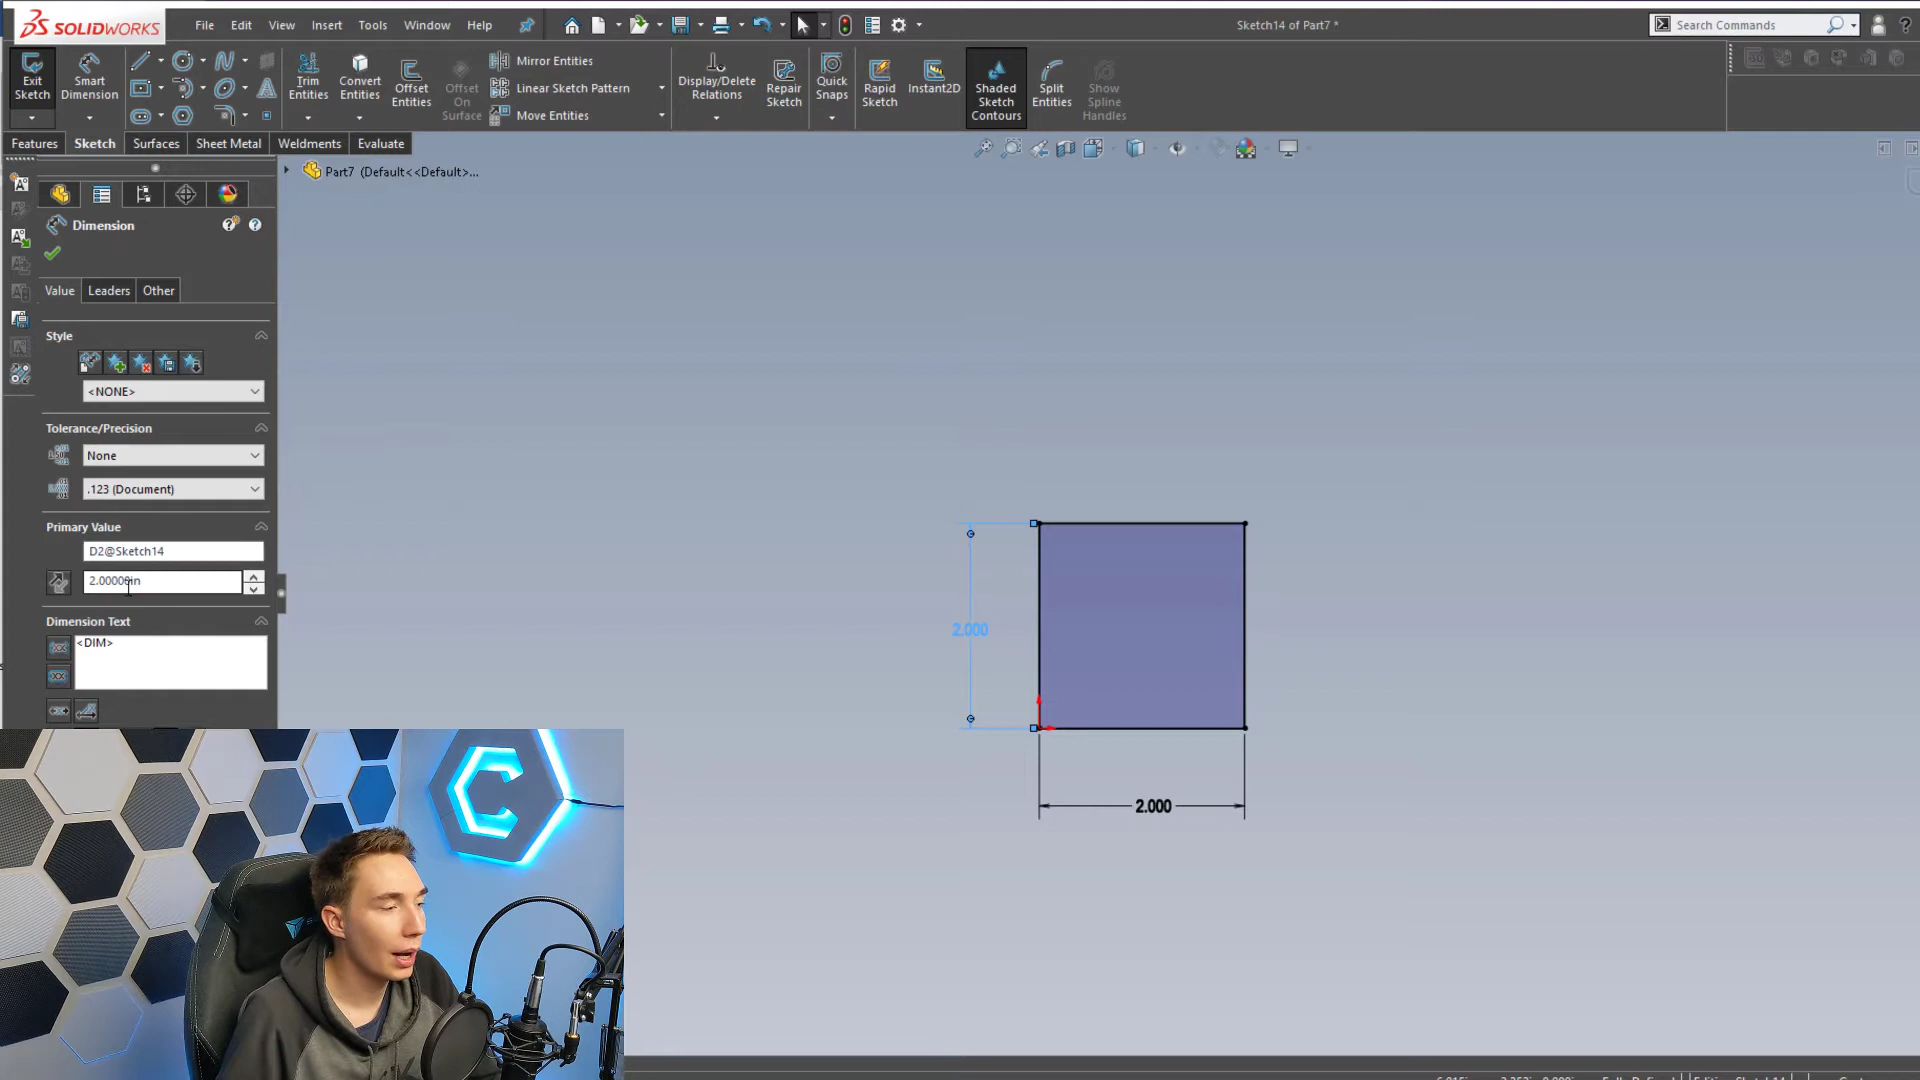 SOLIDWORKS
File Edit View Insert Tools Window Help
Sketch14 of Part7 *
Search Commands
Exit Sketch
Smart Dimension
Trim Entities
Convert Entities
Offset Entities
Offset On Surface
Mirror Entities
Linear Sketch Pattern
Move Entities
Display/Delete Relations
Repair Sketch
Quick Snaps
Rapid Sketch
Instant2D
Shaded Sketch Contours
Split Entities
Show Spline Handles
Features Sketch Surfaces Sheet Metal Weldments Evaluate
Part7 (Default<<Default>...
Dimension
Value Leaders Other
Style
<NONE>
Tolerance/Precision
None
.123 (Document)
Primary Value
D2@Sketch14
2.00000in
Dimension Text
<DIM>
2.000
2.000